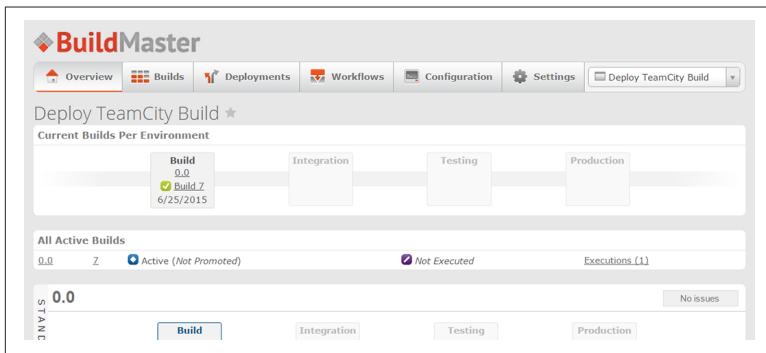 BuildMaster
Overview Builds Deployments Workflows Configuration Settings Deploy TeamCity Build
Deploy TeamCity Build
Current Builds Per Environment
Build Integration Testing Production
0.0
Build 7
6/25/2015
All Active Builds
0.0 7 Active (Not Promoted) Not Executed Executions (1)
0.0 No issues
STAND
Build Integration Testing Production